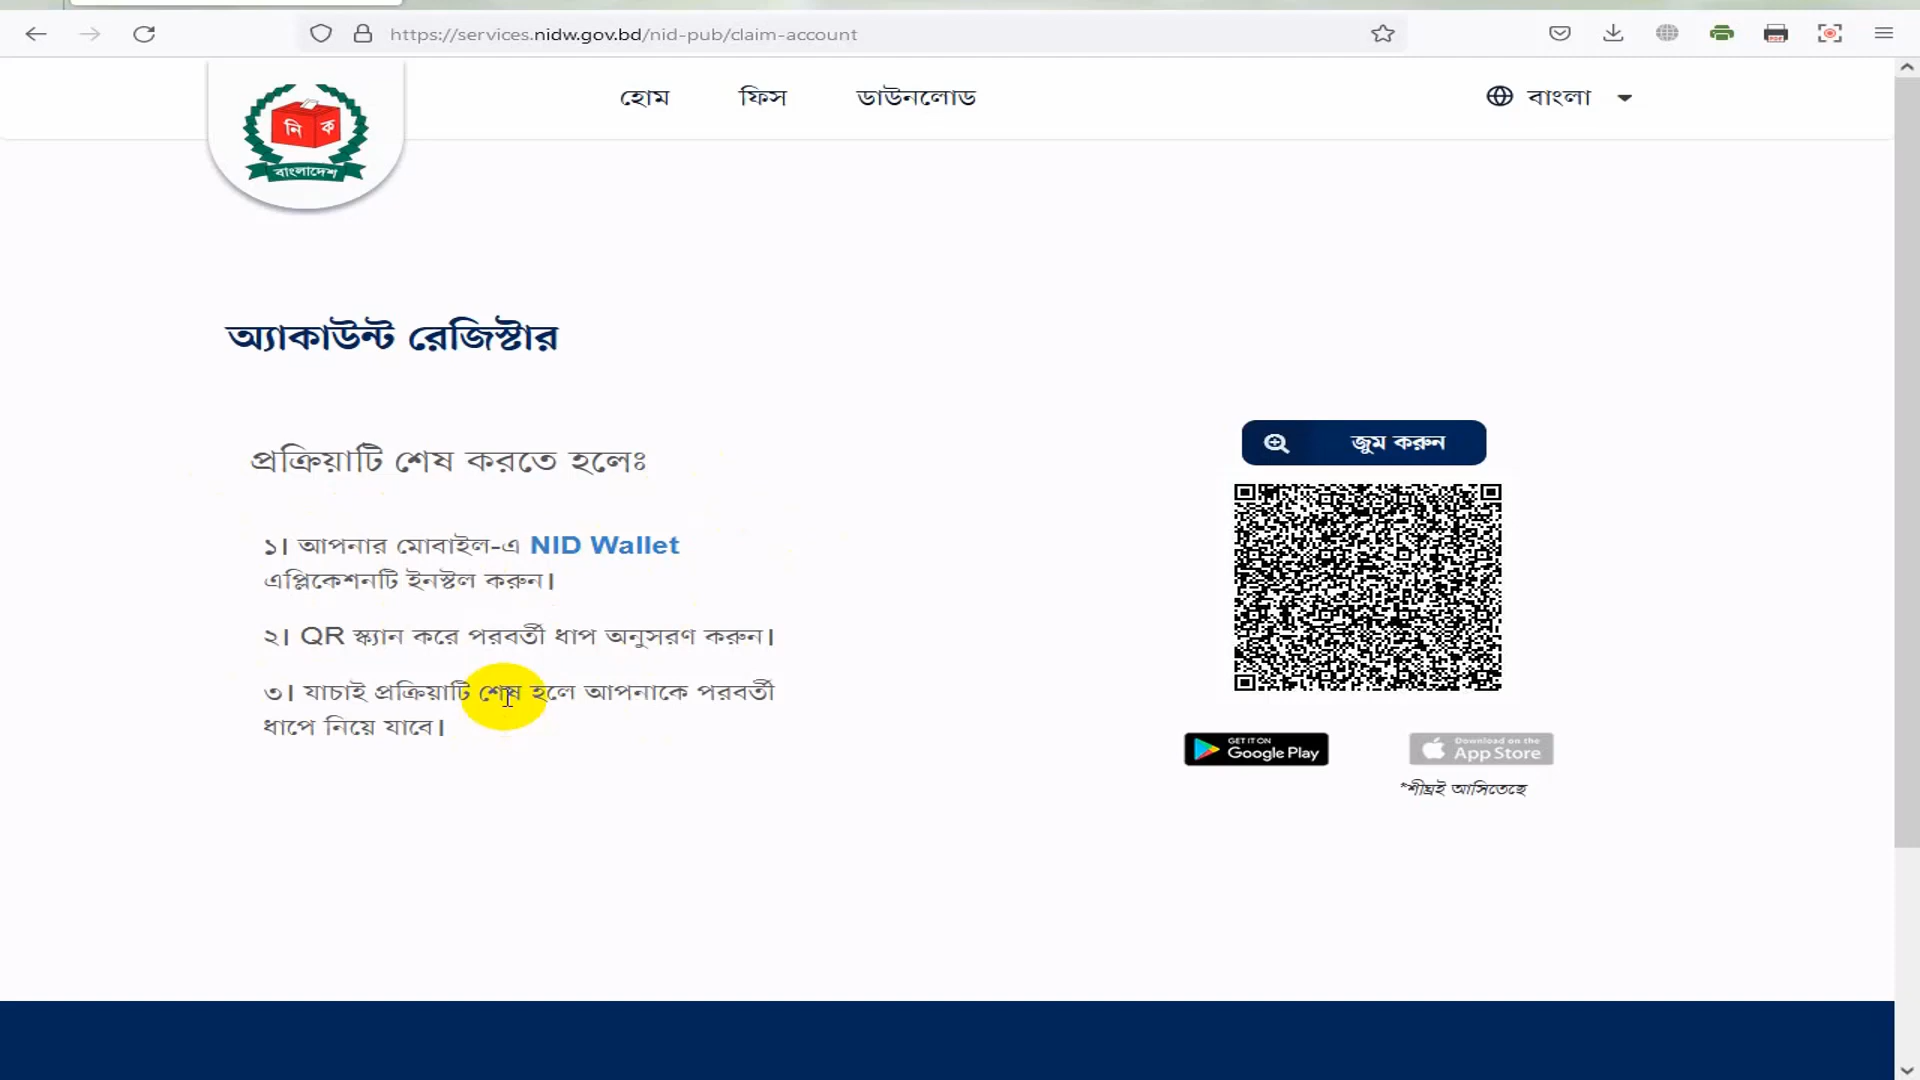 https://services.nidw.gov.bd/nid-pub/claim-account
নি ক
বাংলাদেশ
হোম
ফিস
ডাউনলোড
বাংলা
অ্যাকাউন্ট রেজিস্টার
প্রক্রিয়াটি শেষ করতে হলেঃ
১। আপনার মোবাইল-এ NID Wallet
এপ্লিকেশনটি ইনস্টল করুন।
২। QR স্ক্যান করে পরবর্তী ধাপ অনুসরণ করুন।
৩। যাচাই প্রক্রিয়াটি শেষ হলে আপনাকে পরবর্তী
ধাপে নিয়ে যাবে।
জুম করুন
GET IT ON
Google Play
Download on the
App Store
*শীঘ্রই আসিতেছে